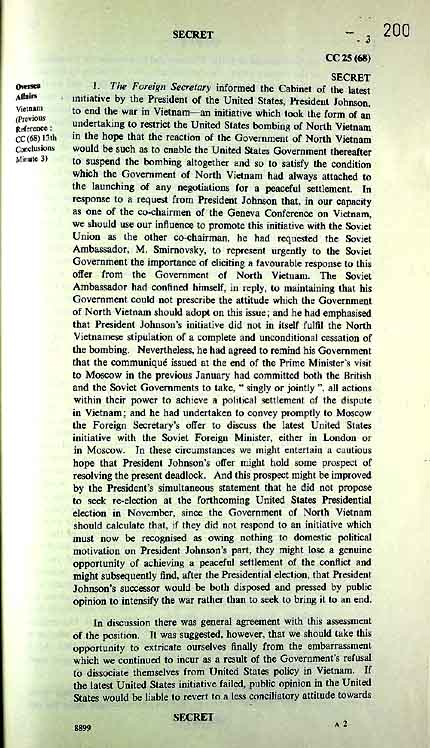 SECRET
3
200
CC 25 (68)
SECRET
Oversea
Affairs
Vietnam
(Previous
Reference :
CC (68) 15th
Conclusions
Minute 3)
1. The Foreign Secretary informed the Cabinet of the latest
initiative by the President of the United States, President Johnson,
to end the war in Vietnam—an initiative which took the form of an
undertaking to restrict the United States bombing of North Vietnam
in the hope that the reaction of the Government of North Vietnam
would be such as to enable the United States Government thereafter
to suspend the bombing altogether and so to satisfy the condition
which the Government of North Vietnam had always attached to
the launching of any negotiations for a peaceful settlement. In
response to a request from President Johnson that, in our capacity
as one of the co-chairmen of the Geneva Conference on Vietnam,
we should use our influence to promote this initiative with the Soviet
Union as the other co-chairman, he had requested the Soviet
Ambassador, M. Smirnovsky, to represent urgently to the Soviet
Government the importance of eliciting a favourable response to this
offer from the Government of North Vietnam. The Soviet
Ambassador had confined himself, in reply, to maintaining that his
Government could not prescribe the attitude which the Government
of North Vietnam should adopt on this issue; and he had emphasised
that President Johnson's initiative did not in itself fulfil the North
Vietnamese stipulation of a complete and unconditional cessation of
the bombing. Nevertheless, he had agreed to remind his Government
that the communiqué issued at the end of the Prime Minister's visit
to Moscow in the previous January had committed both the British
and the Soviet Governments to take, " singly or jointly ", all actions
within their power to achieve a political settlement of the dispute
in Vietnam; and he had undertaken to convey promptly to Moscow
the Foreign Secretary's offer to discuss the latest United States
initiative with the Soviet Foreign Minister, either in London or
in Moscow. In these circumstances we might entertain a cautious
hope that President Johnson's offer might hold some prospect of
resolving the present deadlock. And this prospect might be improved
by the President's simultaneous statement that he did not propose
to seek re-election at the forthcoming United States Presidential
election in November, since the Government of North Vietnam
should calculate that, if they did not respond to an initiative which
must now be recognised as owing nothing to domestic political
motivation on President Johnson's part, they might lose a genuine
opportunity of achieving a peaceful settlement of the conflict and
might subsequently find, after the Presidential election, that President
Johnson's successor would be both disposed and pressed by public
opinion to intensify the war rather than to seek to bring it to an end.
In discussion there was general agreement with this assessment
of the position. It was suggested, however, that we should take this
opportunity to extricate ourselves finally from the embarrassment
which we continued to incur as a result of the Government's refusal
to dissociate themselves from United States policy in Vietnam. If
the latest United States initiative failed, public opinion in the United
States would be liable to revert to a less conciliatory attitude towards
SECRET
8899
A 2